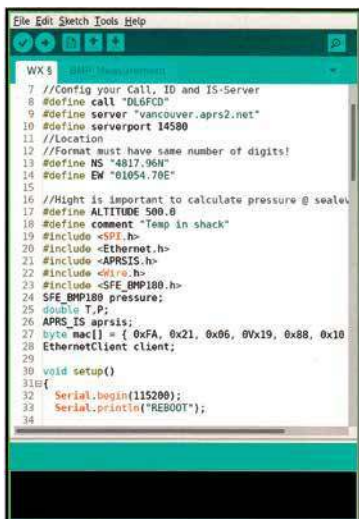 File Edit Sketch Tools Help
WX §
7 //Config your Call, ID and IS-Server
8 #define call "DL6FCD"
9 #define server "vancouver.aprs2.net"
10 #define serverport 14580
11 //Location
12 //Format must have same number of digits!
13 #define NS "4817.96N"
14 #define EW "01054.70E"
15
16 //Hight is important to calculate pressure @ sealev
17 #define ALTITUDE 500.0
18 #define comment "Temp in shack"
19 #include <SPI.h>
20 #include <Ethernet.h>
21 #include <APRSIS.h>
22 #include <Wire.h>
23 #include <SFE_BMP180.h>
24 SFE_BMP180 pressure;
25 double T,P;
26 APRS_IS aprsis;
27 byte mac[] = { 0xFA, 0x21, 0x06, 0Vx19, 0x88, 0x10
28 EthernetClient client;
29
30 void setup()
31 {
32 Serial.begin(115200);
33 Serial.println("REBOOT");
34